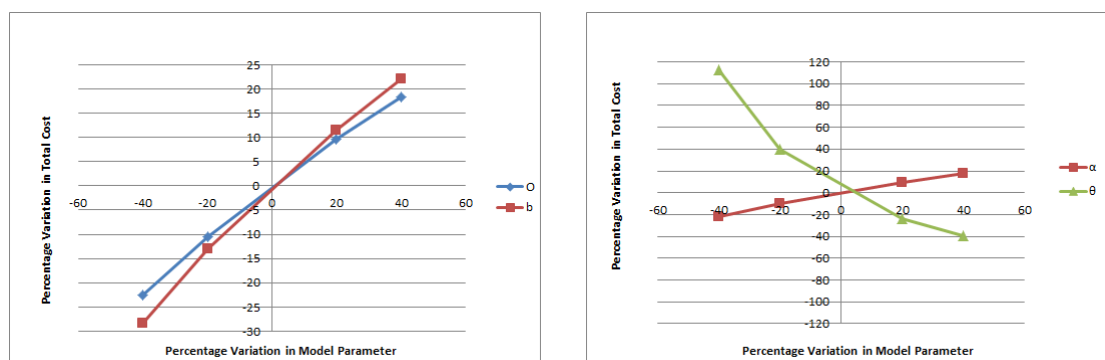 25
20
15
10
5
0
-60 -40 -20 0 20 40 60
-5
-10
-15
-20
-25
-30
Percentage Variation in Total Cost
Percentage Variation in Model Parameter
O
b
120
100
80
60
40
20
0
-60 -40 -20 0 20 40 60
-20
-40
-60
-80
-100
-120
Percentage Variation in Total Cost
Percentage Variation in Model Parameter
α
θ